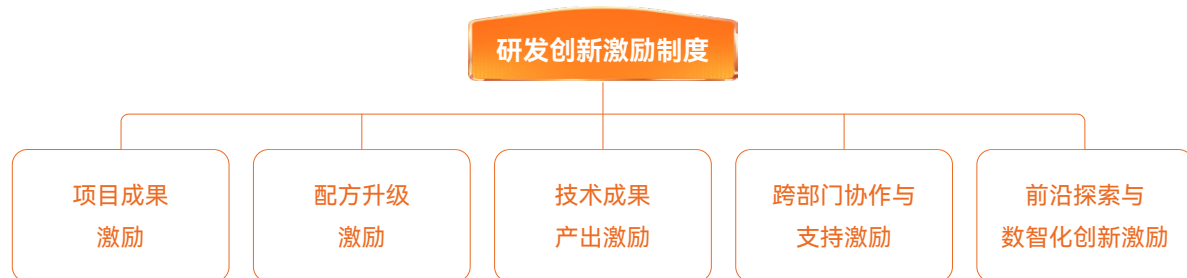 研发创新激励制度
项目成果
激励
配方升级
激励
技术成果
产出激励
跨部门协作与
支持激励
前沿探索与
数智化创新激励